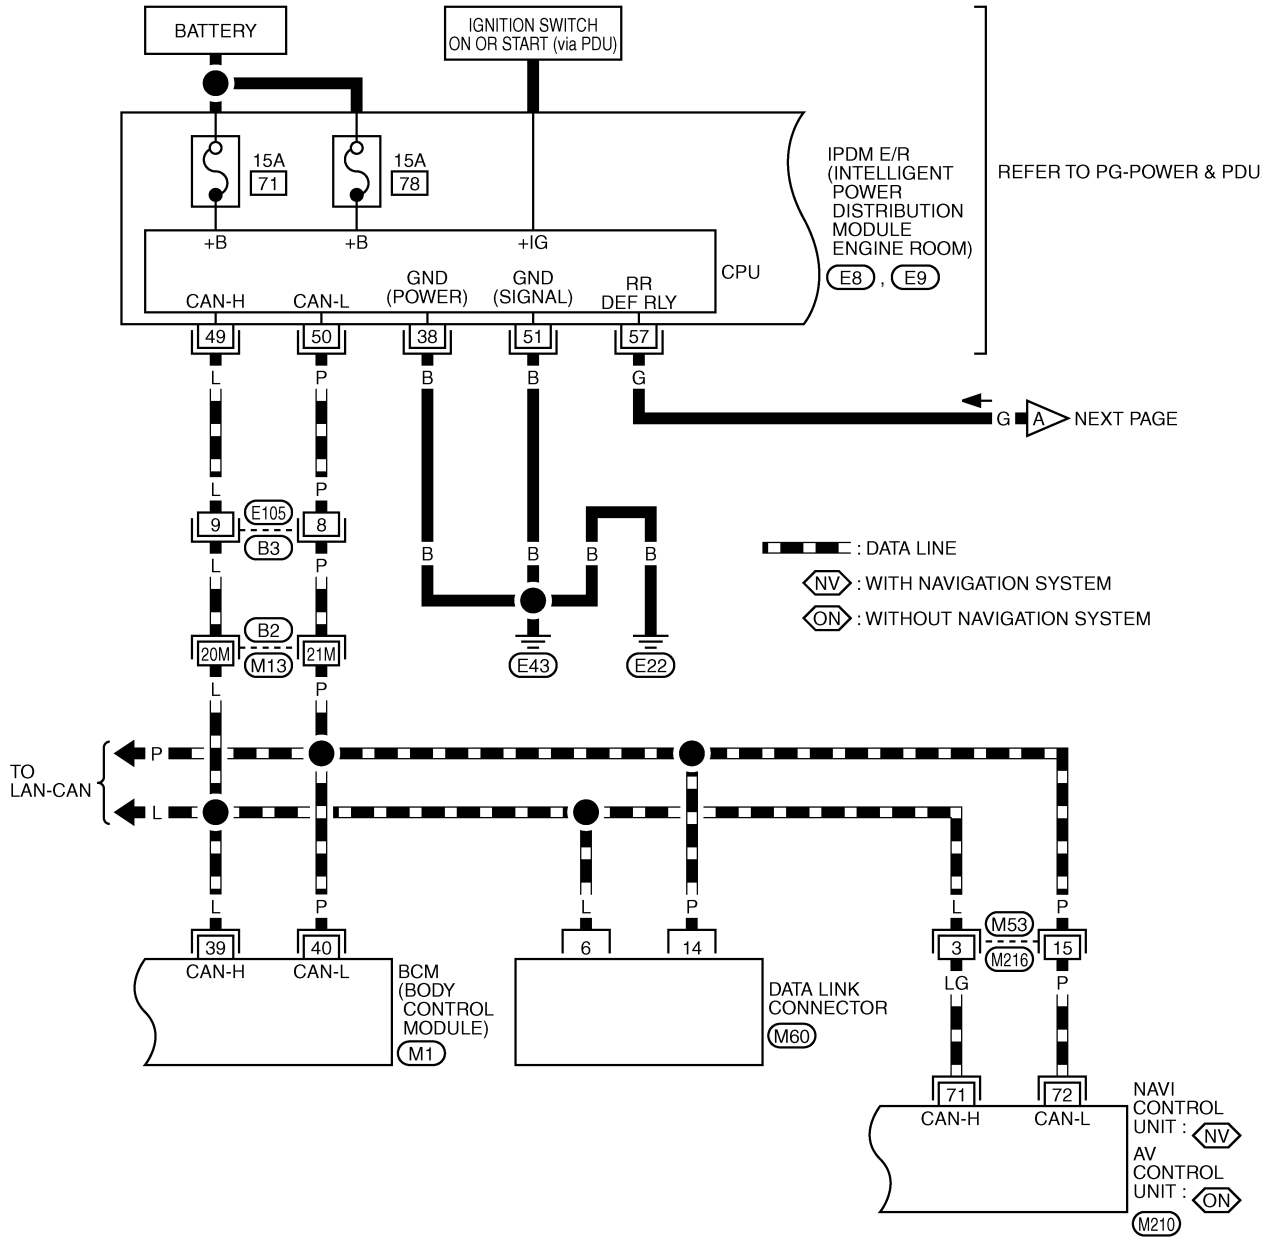 BATTERY
IGNITION SWITCH
ON OR START (via PDU)
15A
71
15A
78
IPDM E/R
(INTELLIGENT
POWER
DISTRIBUTION
MODULE
ENGINE ROOM)
E8 , E9
REFER TO PG-POWER & PDU
+B
+B
+IG
CPU
CAN-H
CAN-L
GND
(POWER)
GND
(SIGNAL)
RR
DEF RLY
49
50
38
51
57
L
P
B
B
G
G
A
NEXT PAGE
L
P
9
E105
8
B3
B
B
B
B
: DATA LINE
L
P
NV : WITH NAVIGATION SYSTEM
ON : WITHOUT NAVIGATION SYSTEM
20M
B2
21M
M13
E43
E22
L
P
P
TO
LAN-CAN
L
L
P
L
P
L
P
39
40
6
14
3
M53
15
M216
CAN-H
CAN-L
BCM
(BODY
CONTROL
MODULE)
M1
DATA LINK
CONNECTOR
M60
LG
P
71
72
CAN-H
CAN-L
NAVI
CONTROL
UNIT : NV
AV
CONTROL
UNIT : ON
M210